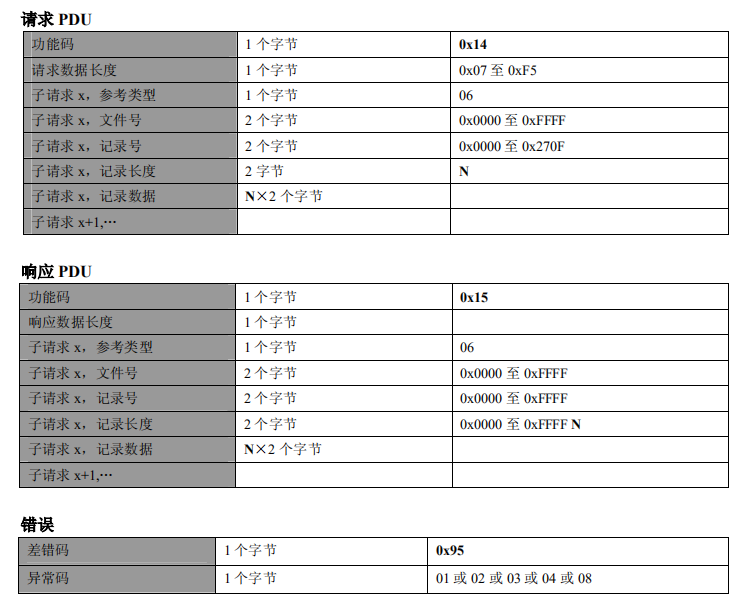 请求 PDU
功能码 1 个字节 0x14
请求数据长度 1 个字节 0x07 至 0xF5
子请求 x，参考类型 1 个字节 06
子请求 x，文件号 2 个字节 0x0000 至 0xFFFF
子请求 x，记录号 2 个字节 0x0000 至 0x270F
子请求 x，记录长度 2 字节 N
子请求 x，记录数据 N×2 个字节
子请求 x+1,…
响应 PDU
功能码 1 个字节 0x15
响应数据长度 1 个字节
子请求 x，参考类型 1 个字节 06
子请求 x，文件号 2 个字节 0x0000 至 0xFFFF
子请求 x，记录号 2 个字节 0x0000 至 0xFFFF
子请求 x，记录长度 2 个字节 0x0000 至 0xFFFF N
子请求 x，记录数据 N×2 个字节
子请求 x+1,…
错误
差错码 1 个字节 0x95
异常码 1 个字节 01 或 02 或 03 或 04 或 08